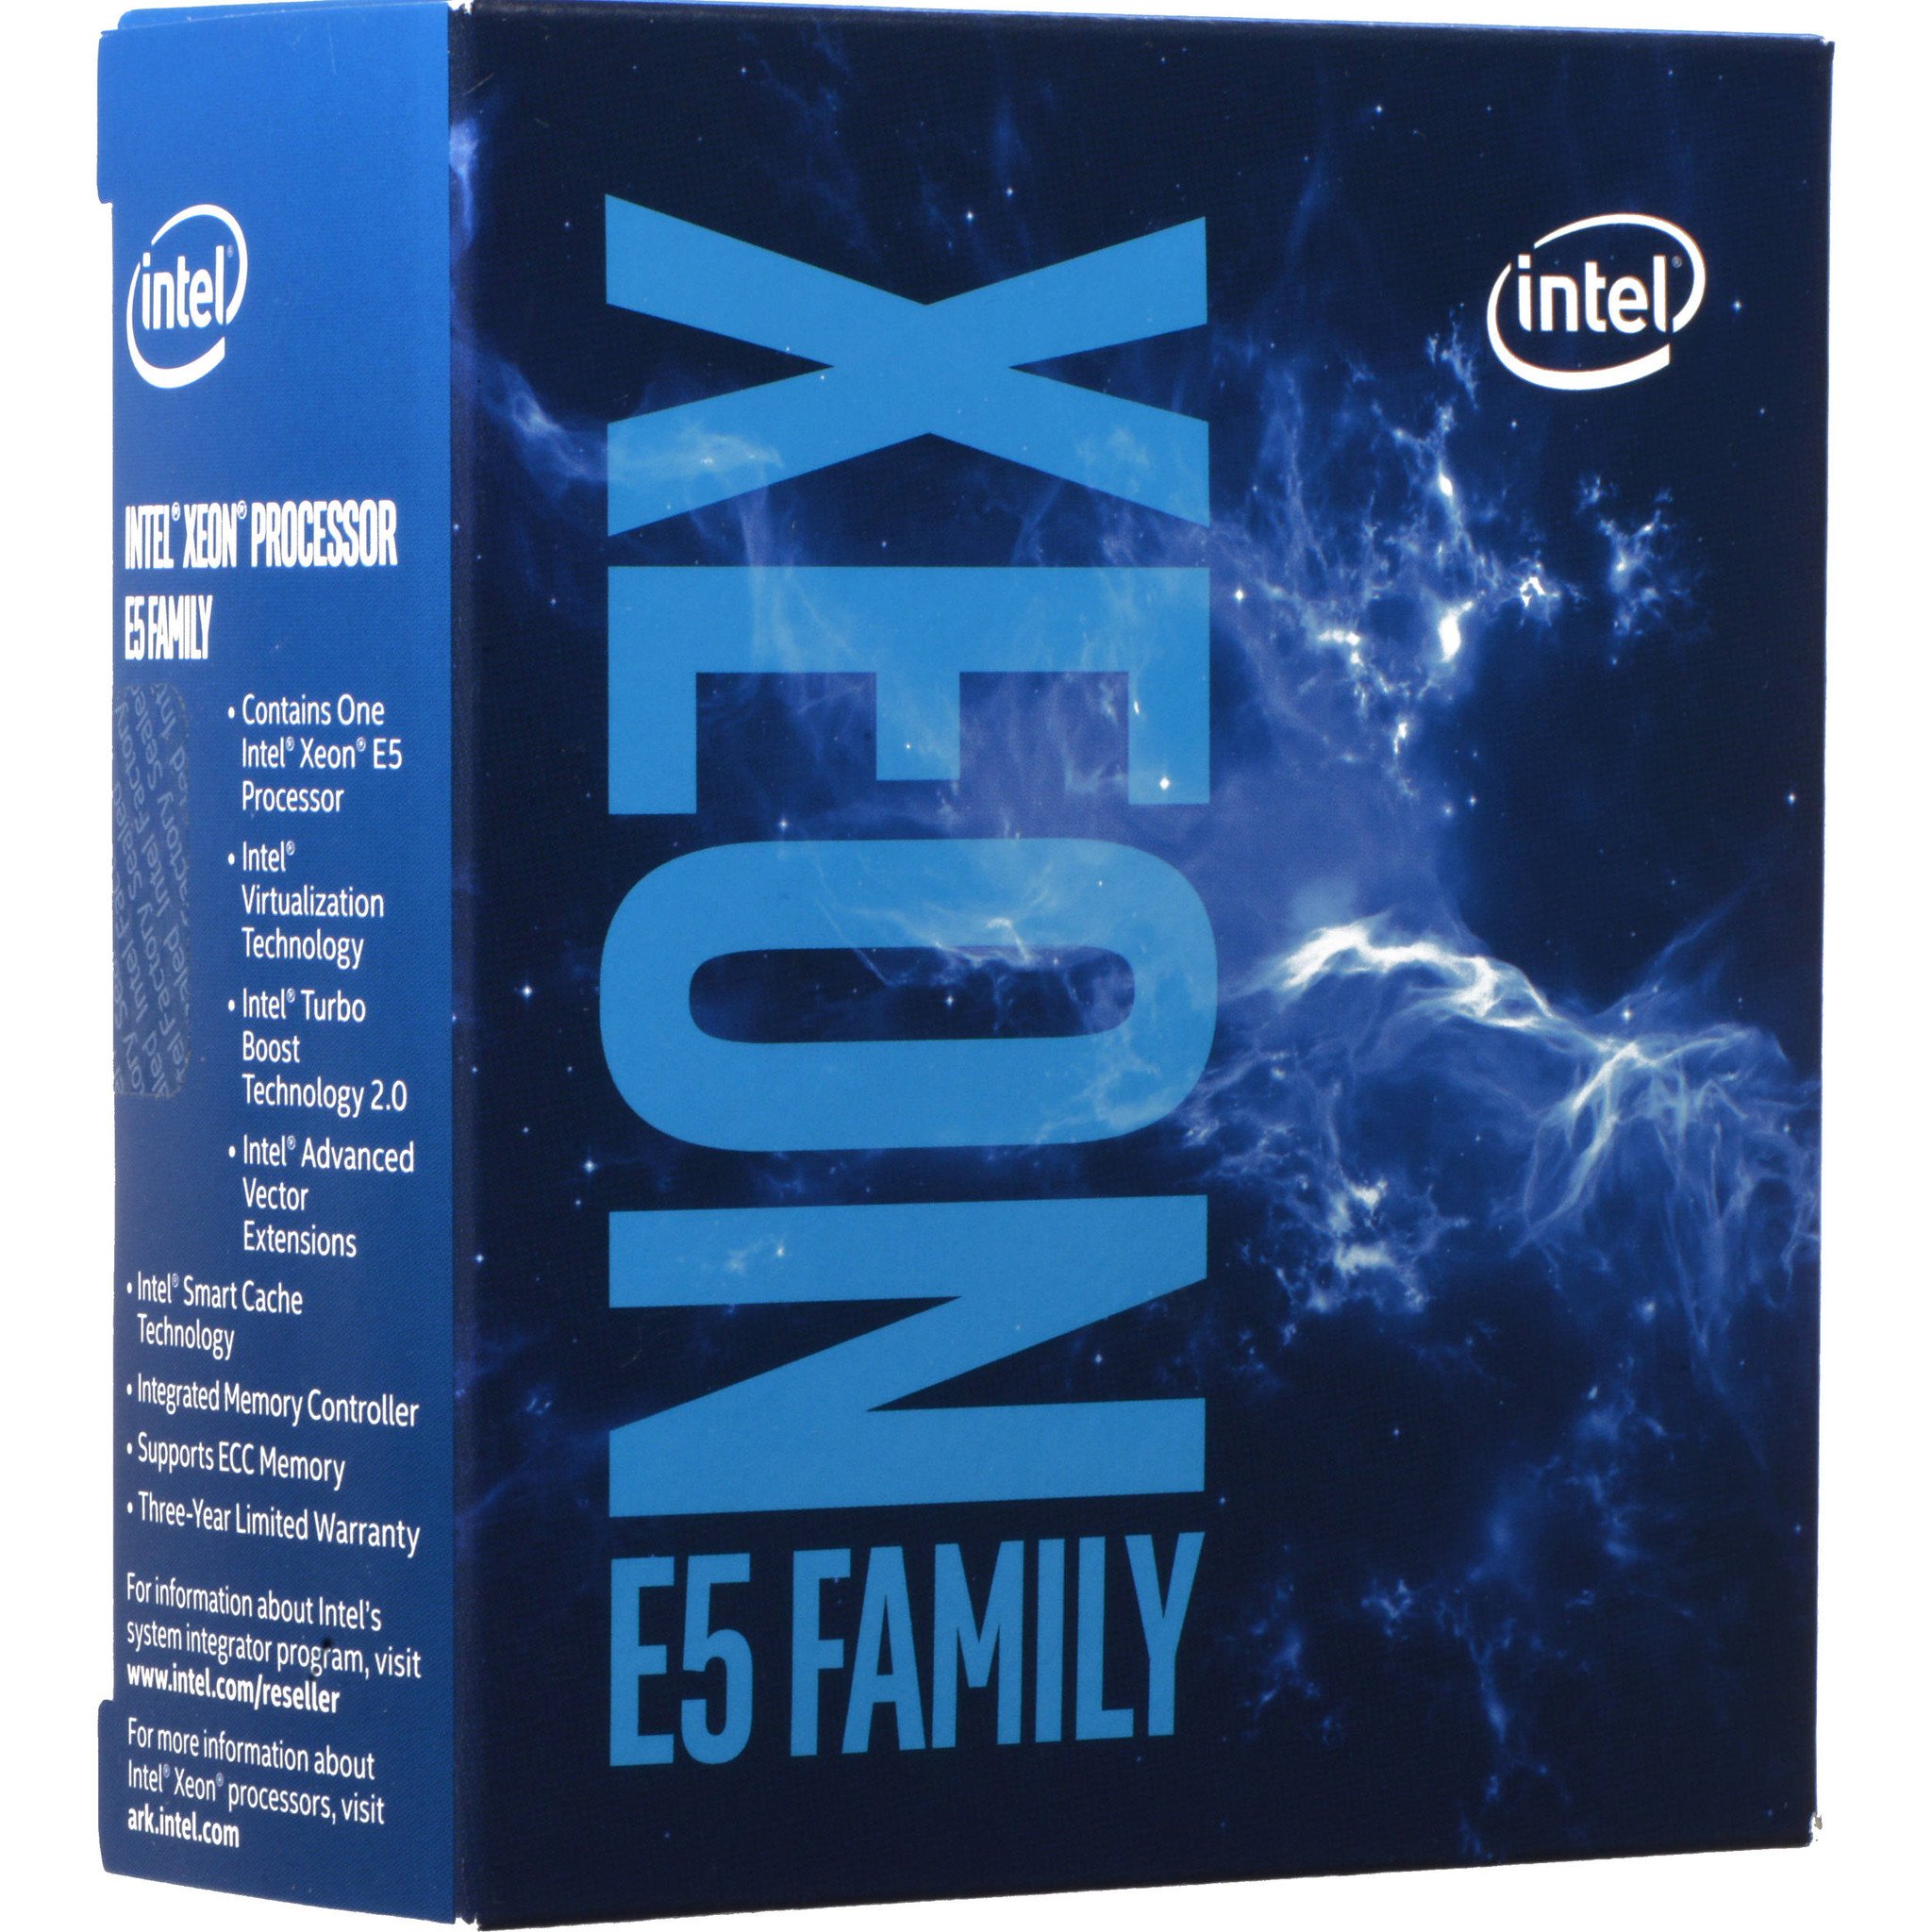 intel®
INTEL® XEON® PROCESSOR
E5 FAMILY
• Contains One
Intel® Xeon® E5
Processor
• Intel®
Virtualization
Technology
• Intel® Turbo
Boost
Technology 2.0
• Intel® Advanced
Vector
Extensions
• Intel® Smart Cache
Technology
• Integrated Memory Controller
• Supports ECC Memory
• Three-Year Limited Warranty
For information about Intel's
system integrator program, visit
www.intel.com/reseller
For more information about
Intel® Xeon® processors, visit
ark.intel.com
XEON
E5 FAMILY
intel®